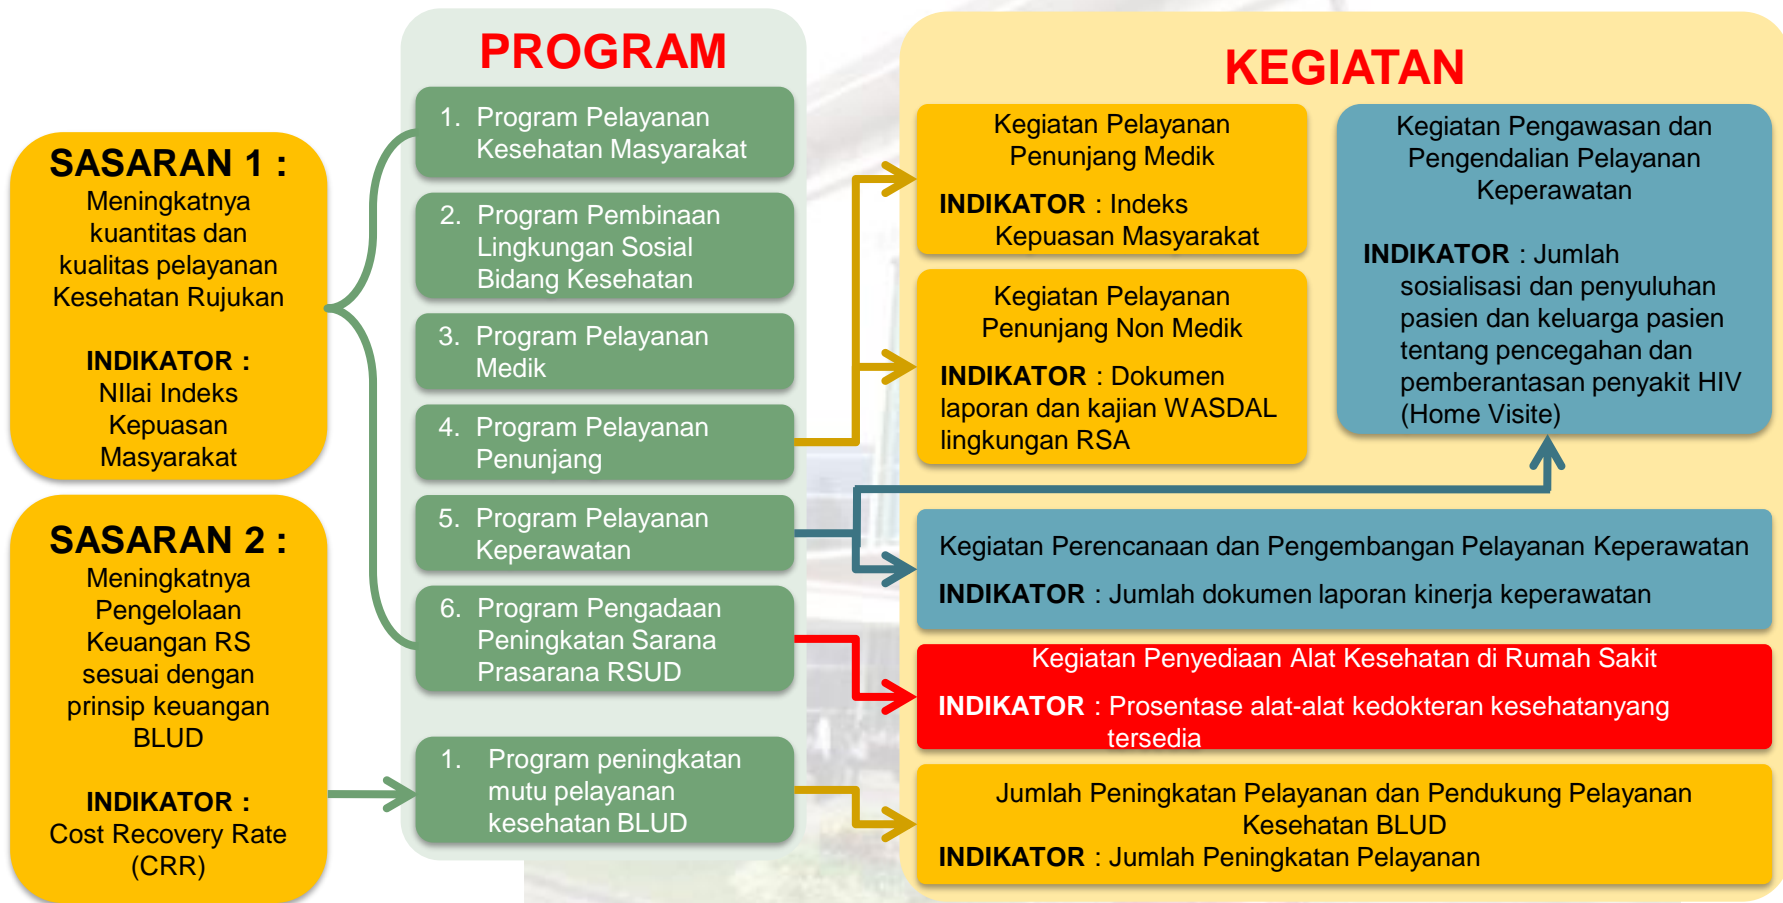 PROGRAM
KEGIATAN
SASARAN 1 :
Meningkatnya
kuantitas dan
kualitas pelayanan
Kesehatan Rujukan
INDIKATOR :
NIlai Indeks
Kepuasan
Masyarakat
SASARAN 2 :
Meningkatnya
Pengelolaan
Keuangan RS
sesuai dengan
prinsip keuangan
BLUD
INDIKATOR :
Cost Recovery Rate
(CRR)
1. Program Pelayanan
Kesehatan Masyarakat
2. Program Pembinaan
Lingkungan Sosial
Bidang Kesehatan
3. Program Pelayanan
Medik
4. Program Pelayanan
Penunjang
5. Program Pelayanan
Keperawatan
6. Program Pengadaan
Peningkatan Sarana
Prasarana RSUD
1. Program peningkatan
mutu pelayanan
kesehatan BLUD
Kegiatan Pelayanan
Penunjang Medik
INDIKATOR : Indeks
Kepuasan Masyarakat
Kegiatan Pelayanan
Penunjang Non Medik
INDIKATOR : Dokumen
laporan dan kajian WASDAL
lingkungan RSA
Kegiatan Pengawasan dan
Pengendalian Pelayanan
Keperawatan
INDIKATOR : Jumlah
sosialisasi dan penyuluhan
pasien dan keluarga pasien
tentang pencegahan dan
pemberantasan penyakit HIV
(Home Visite)
Kegiatan Perencanaan dan Pengembangan Pelayanan Keperawatan
INDIKATOR : Jumlah dokumen laporan kinerja keperawatan
Kegiatan Penyediaan Alat Kesehatan di Rumah Sakit
INDIKATOR : Prosentase alat-alat kedokteran kesehatanyang
tersedia
Jumlah Peningkatan Pelayanan dan Pendukung Pelayanan
Kesehatan BLUD
INDIKATOR : Jumlah Peningkatan Pelayanan